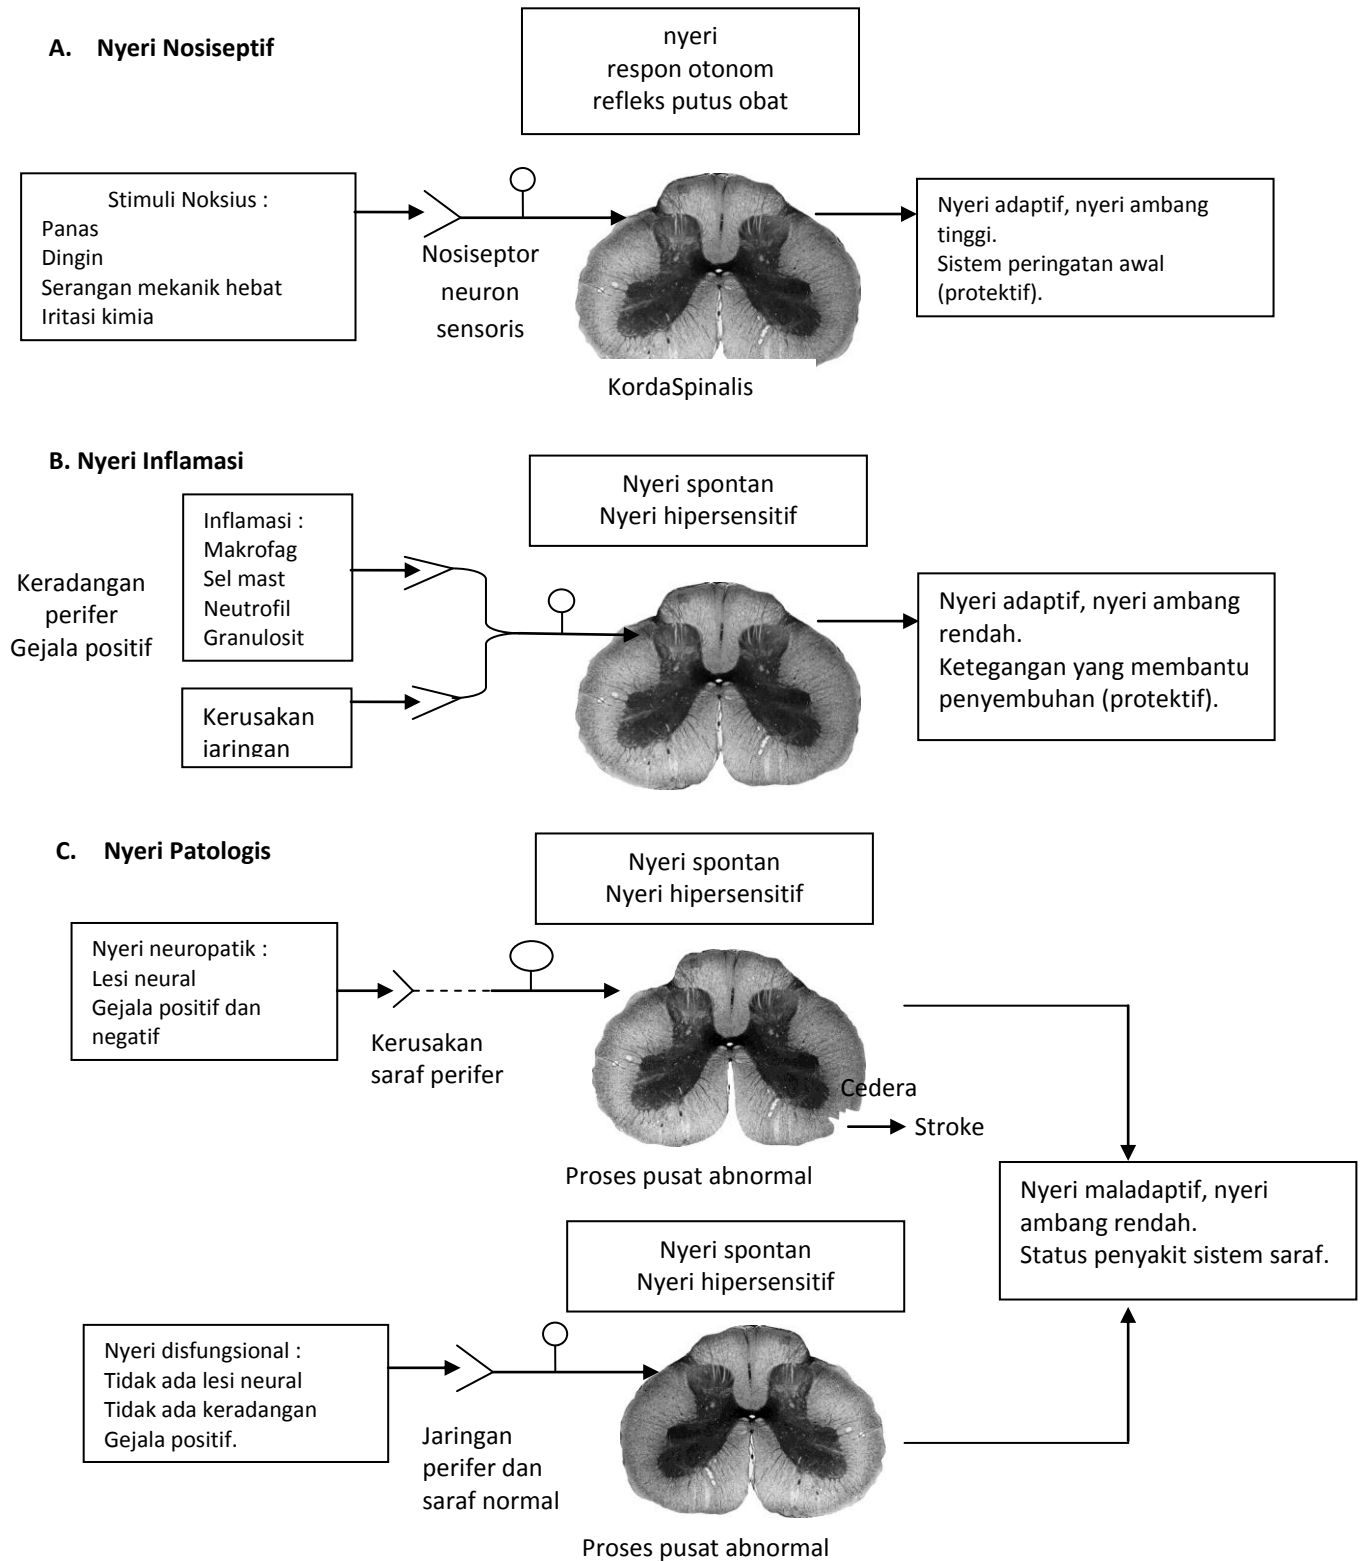 A. Nyeri Nosiseptif
nyeri
respon otonom
refleks putus obat
Stimuli Noksius :
Panas
Dingin
Serangan mekanik hebat
Iritasi kimia
Nosiseptor
neuron
sensoris
KordaSpinalis
Nyeri adaptif, nyeri ambang
tinggi.
Sistem peringatan awal
(protektif).
B. Nyeri Inflamasi
Nyeri spontan
Nyeri hipersensitif
Keradangan
perifer
Gejala positif
Inflamasi :
Makrofag
Sel mast
Neutrofil
Granulosit
Kerusakan
jaringan
Nyeri adaptif, nyeri ambang
rendah.
Ketegangan yang membantu
penyembuhan (protektif).
C. Nyeri Patologis
Nyeri spontan
Nyeri hipersensitif
Nyeri neuropatik :
Lesi neural
Gejala positif dan
negatif
Kerusakan
saraf perifer
Cedera
Stroke
Proses pusat abnormal
Nyeri maladaptif, nyeri
ambang rendah.
Status penyakit sistem saraf.
Nyeri spontan
Nyeri hipersensitif
Nyeri disfungsional :
Tidak ada lesi neural
Tidak ada keradangan
Gejala positif.
Jaringan
perifer dan
saraf normal
Proses pusat abnormal